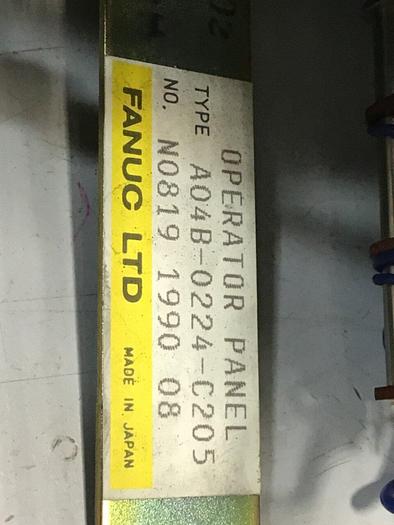 OPERATOR PANEL
TYPE A04B-0224-C205
NO. N0819 1990 08
FANUC LTD MADE IN JAPAN